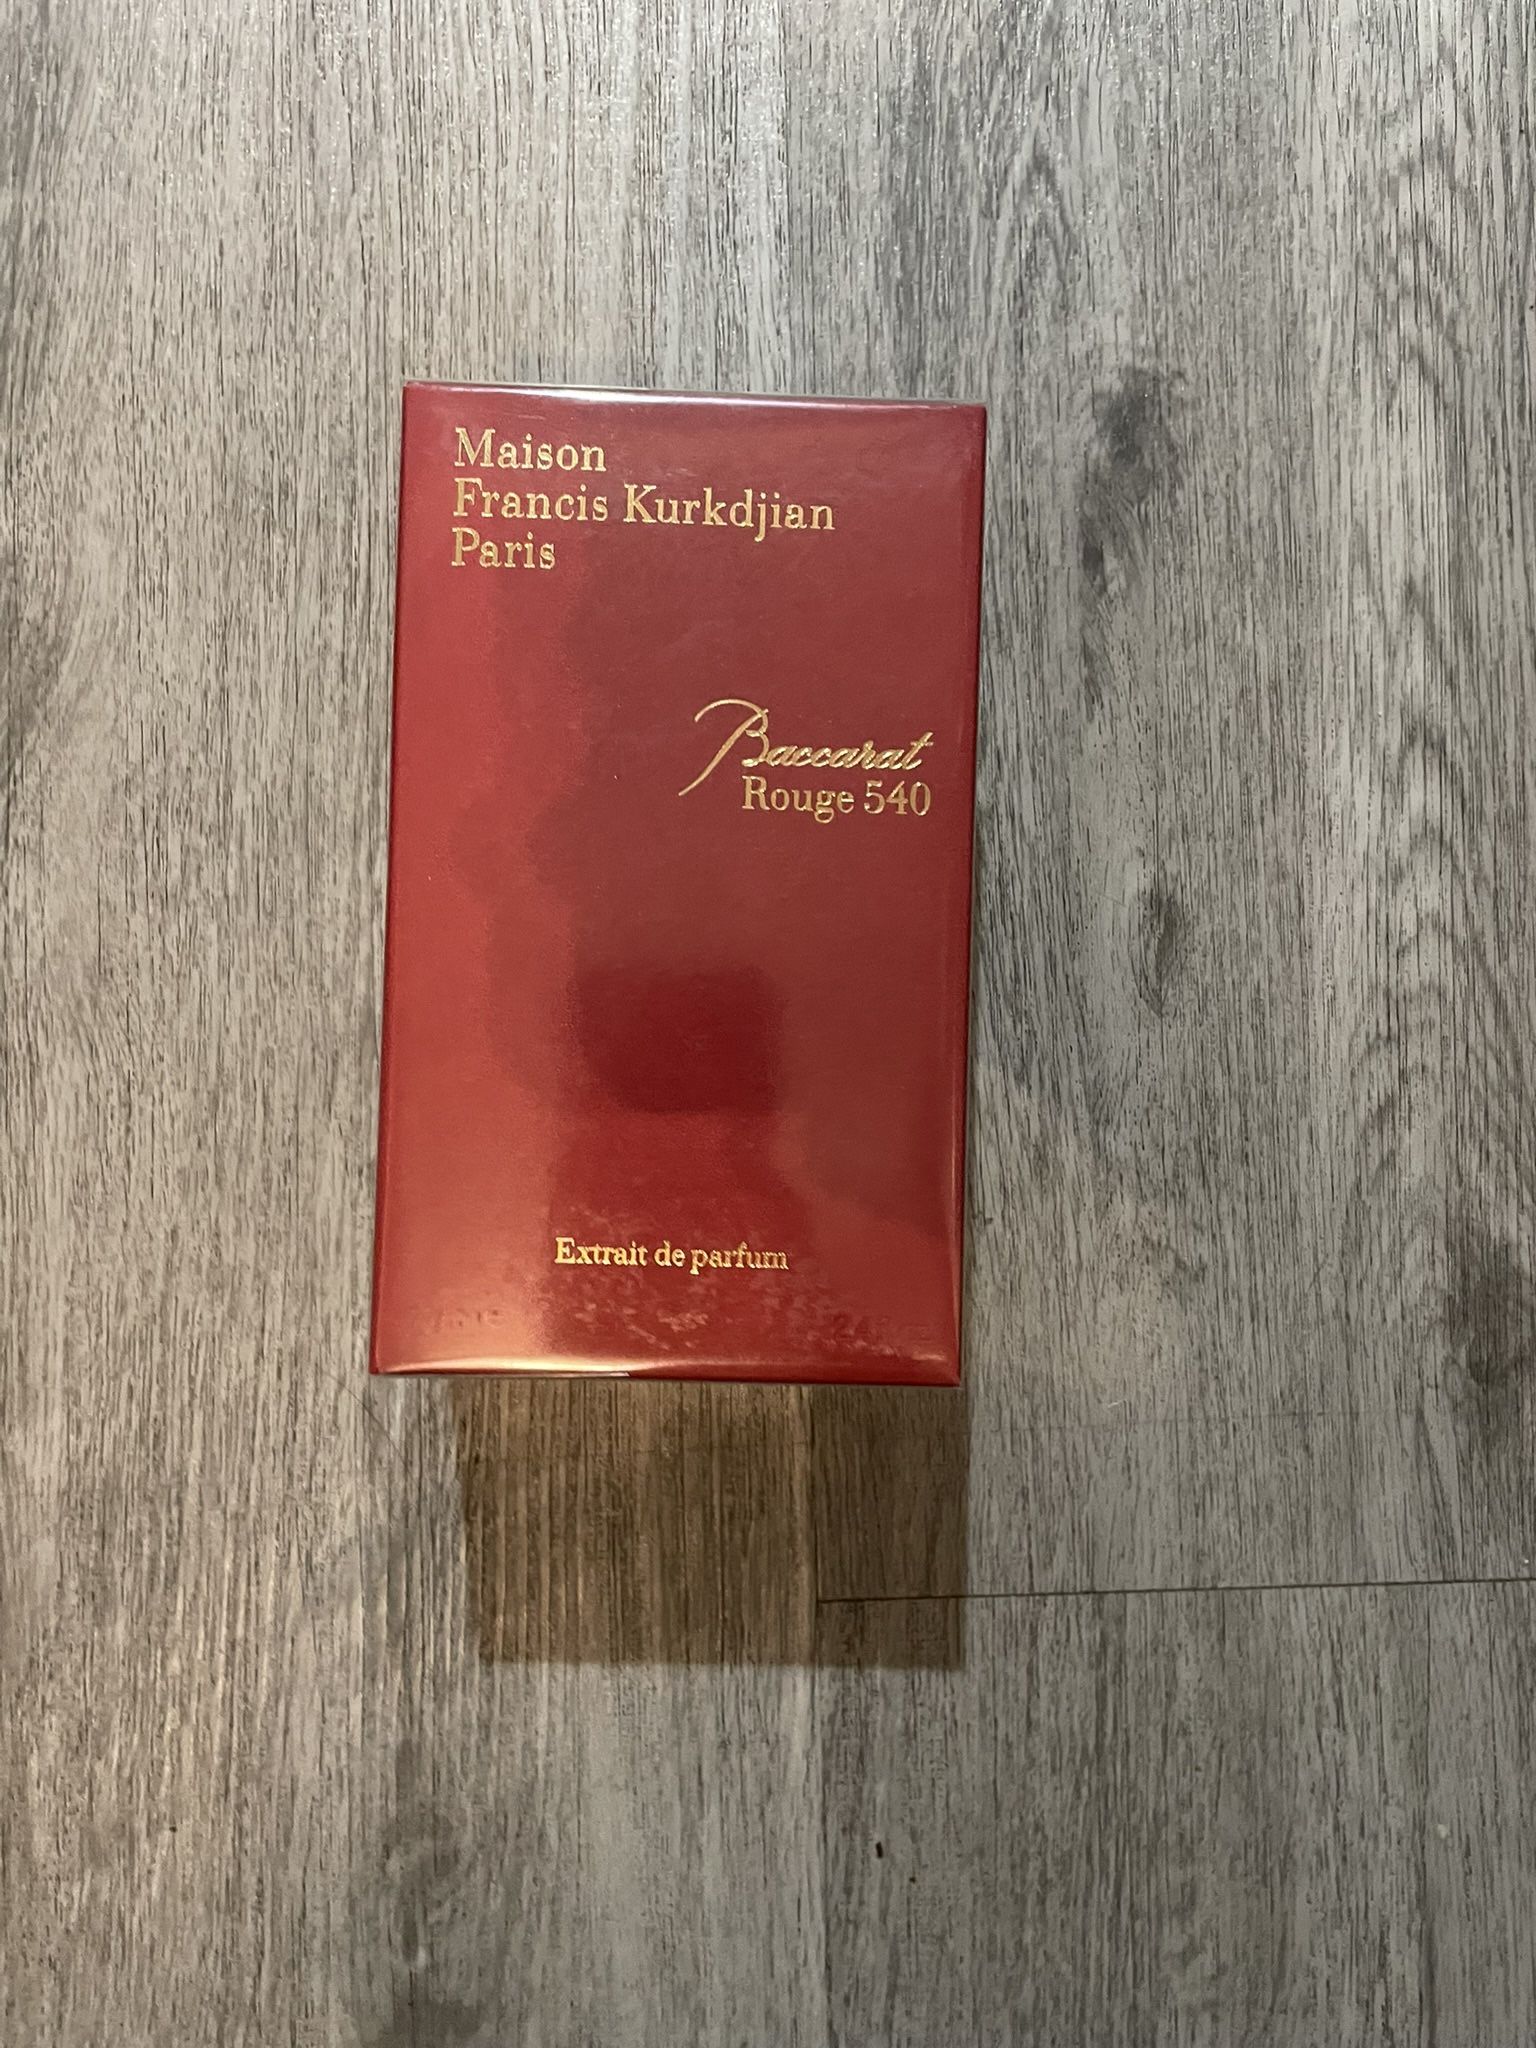 Maison
Francis Kurkdjian
Paris
Baccarat
Rouge 540
Extrait de parfum